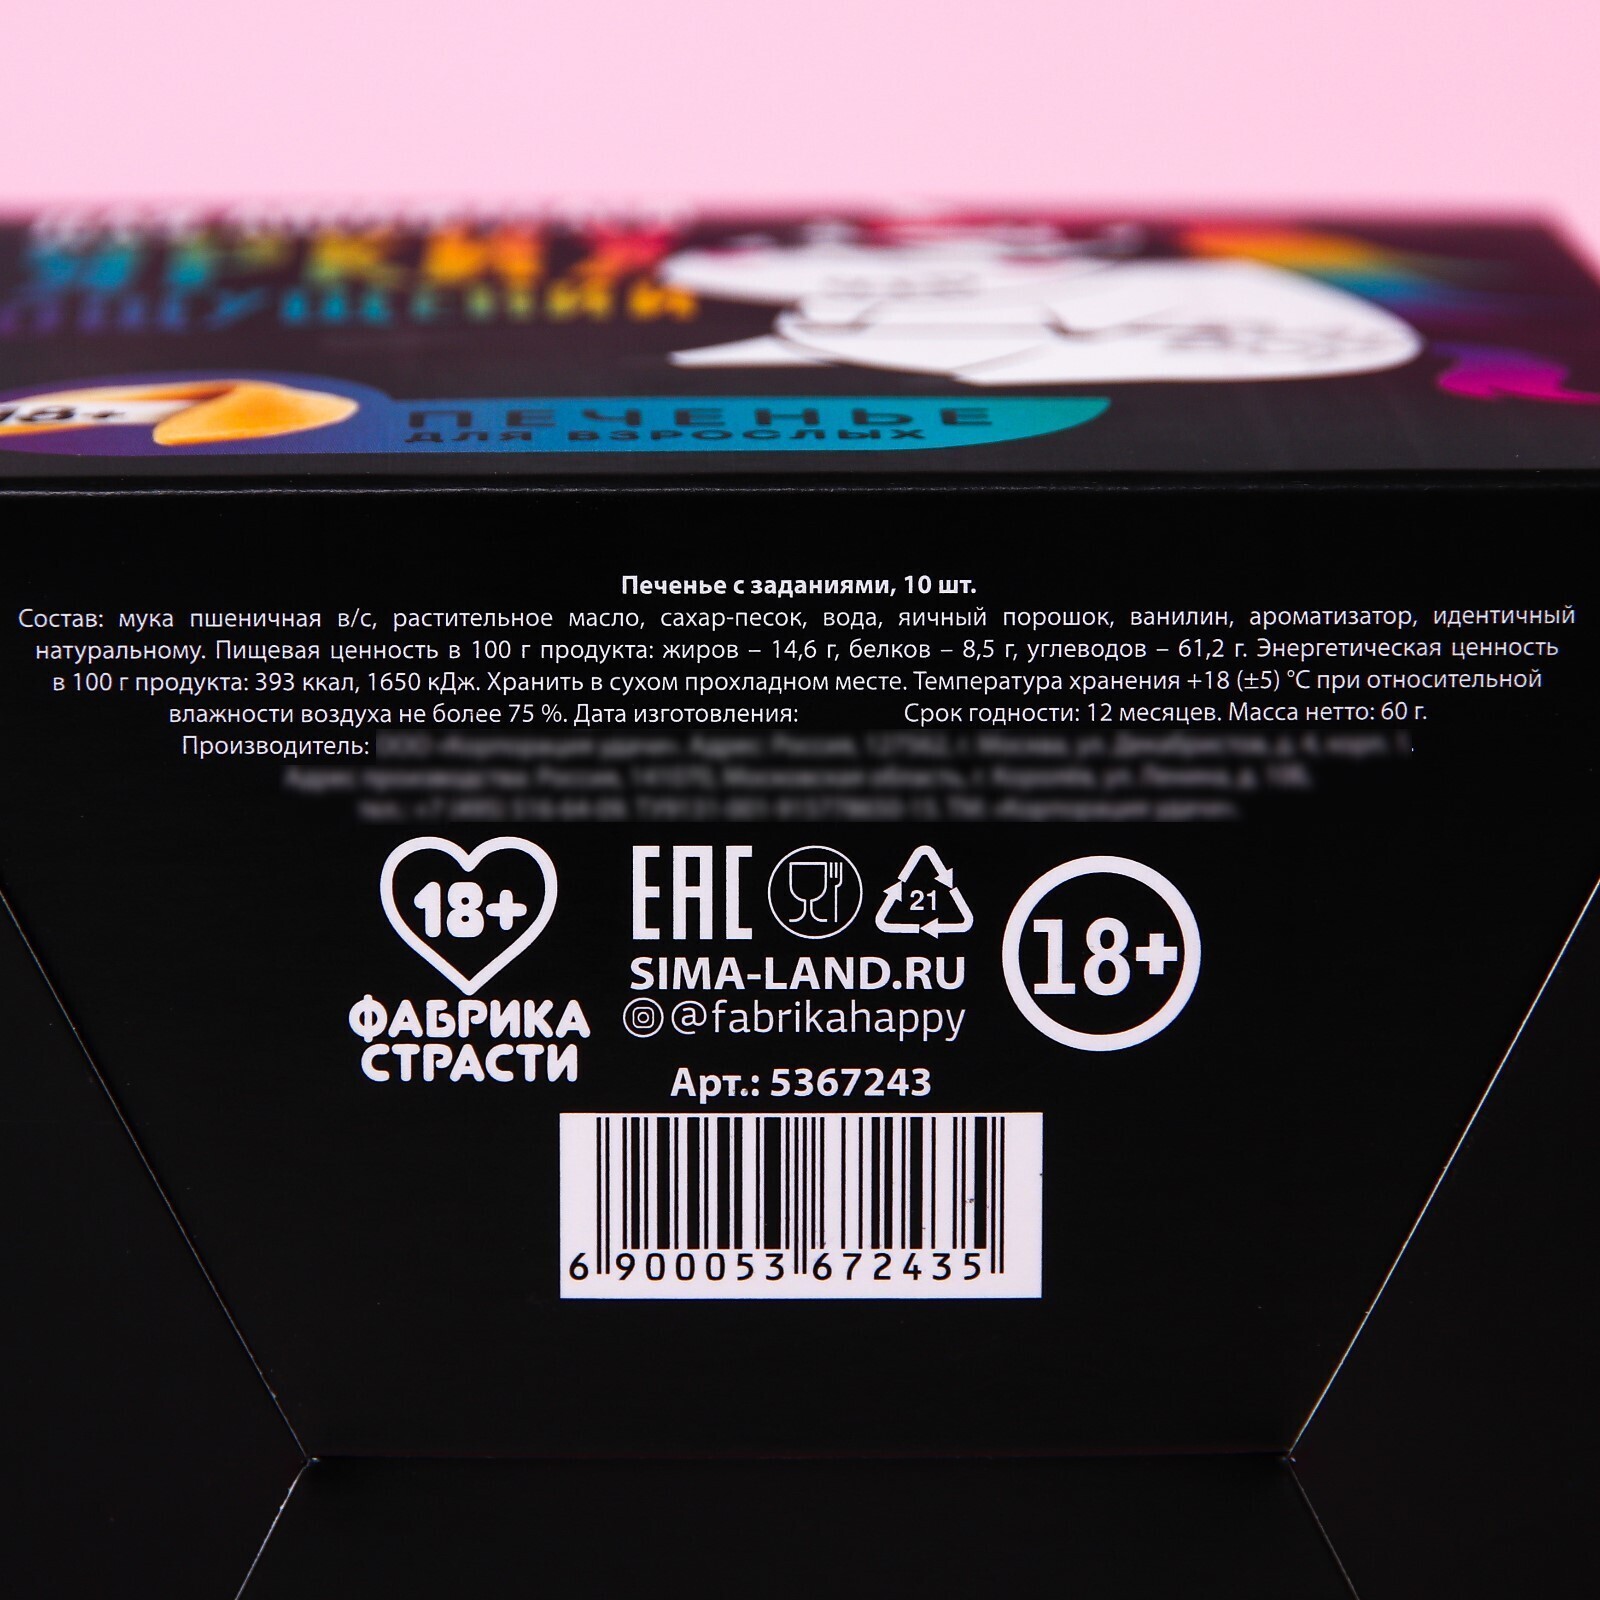 ЯРКИХ
ОЩУЩЕНИЙ
18+
ПЕЧЕНЬЕ
ДЛЯ ВЗРОСЛЫХ
Печенье с заданиями, 10 шт.
Состав: мука пшеничная в/с, растительное масло, сахар-песок, вода, яичный порошок, ванилин, ароматизатор, идентичный
натуральному. Пищевая ценность в 100 г продукта: жиров – 14,6 г, белков – 8,5 г, углеводов – 61,2 г. Энергетическая ценность
в 100 г продукта: 393 ккал, 1650 кДж. Хранить в сухом прохладном месте. Температура хранения +18 (±5) °С при относительной
влажности воздуха не более 75 %. Дата изготовления: Срок годности: 12 месяцев. Масса нетто: 60 г.
Производитель:
18+
ФАБРИКА
СТРАСТИ
EAC
21
SIMA-LAND.RU
@fabrikahappy
18+
Арт.: 5367243
6 900053 672435